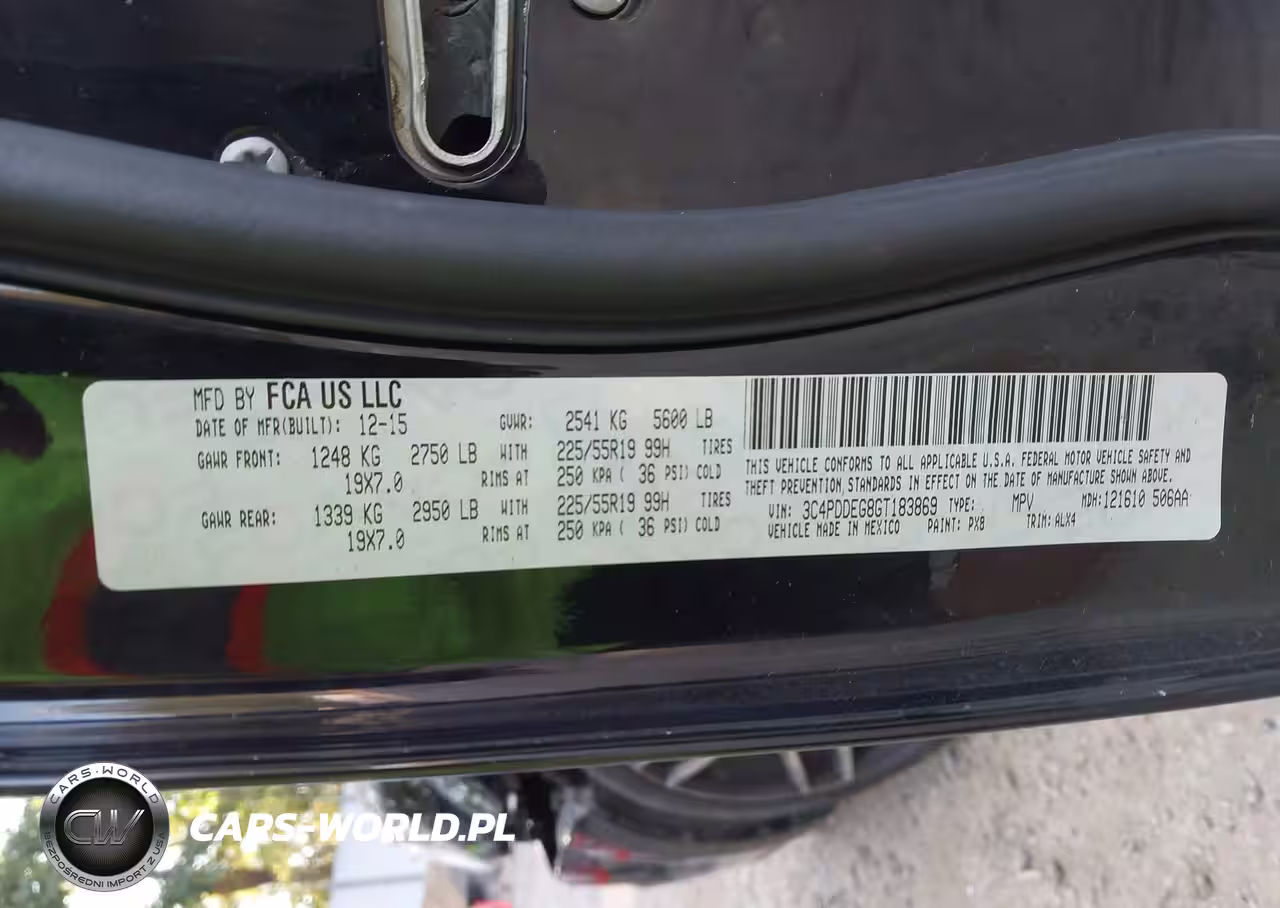 MFD BY FCA US LLC
DATE OF MFR(BUILT): 12-15 GVWR: 2541 KG 5600 LB
GAWR FRONT: 1248 KG 2750 LB WITH 225/55R19 99H TIRES
19X7.0 RIMS AT 250 KPA ( 36 PSI) COLD
GAWR REAR: 1339 KG 2950 LB WITH 225/55R19 99H TIRES
19X7.0 RIMS AT 250 KPA ( 36 PSI) COLD
THIS VEHICLE CONFORMS TO ALL APPLICABLE U.S.A. FEDERAL MOTOR VEHICLE SAFETY AND
THEFT PREVENTION STANDARDS IN EFFECT ON THE DATE OF MANUFACTURE SHOWN ABOVE.
VIN: 3C4PDDEG8GT183869 TYPE: MPV MDH: 121610 506AA
VEHICLE MADE IN MEXICO PAINT: PX8 TRIM: ALX4
CARS-WORLD
CW
BEZPOŚREDNI IMPORT Z USA
CARS-WORLD.PL